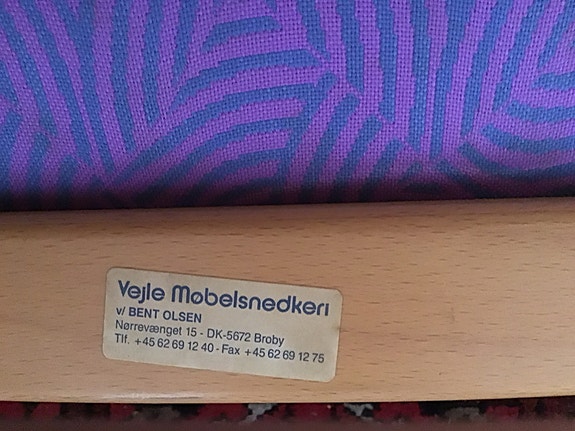 Vejle Møbelsnedkeri
v/ BENT OLSEN
Nørrevænget 15 - DK-5672 Broby
Tlf. +45 62 69 12 40 - Fax +45 62 69 12 75